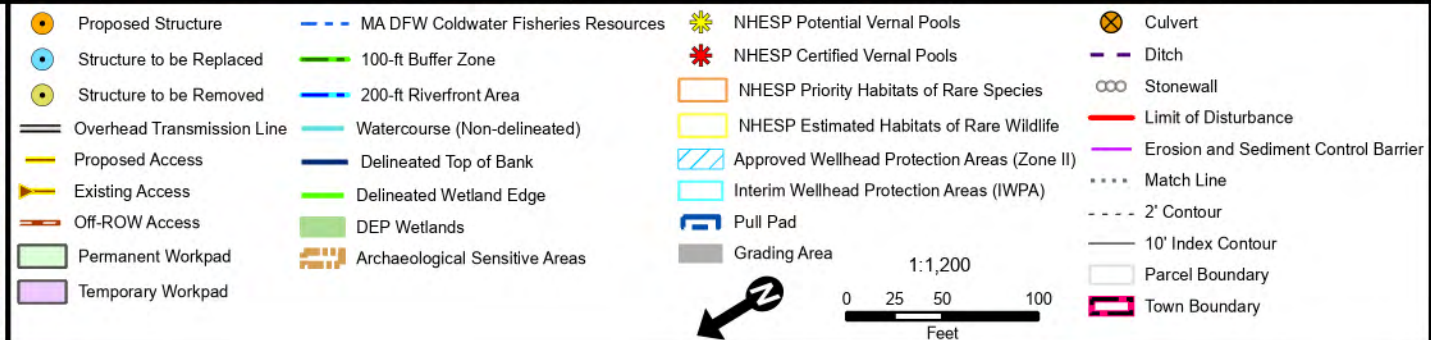 Proposed Structure
Structure to be Replaced
Structure to be Removed
Overhead Transmission Line
Proposed Access
Existing Access
Off-ROW Access
Permanent Workpad
Temporary Workpad
MA DFW Coldwater Fisheries Resources
100-ft Buffer Zone
200-ft Riverfront Area
Watercourse (Non-delineated)
Delineated Top of Bank
Delineated Wetland Edge
DEP Wetlands
Archaeological Sensitive Areas
NHESP Potential Vernal Pools
NHESP Certified Vernal Pools
NHESP Priority Habitats of Rare Species
NHESP Estimated Habitats of Rare Wildlife
Approved Wellhead Protection Areas (Zone II)
Interim Wellhead Protection Areas (IWPA)
Pull Pad
Grading Area
1:1,200
N
0 25 50 100
Feet
Culvert
Ditch
Stonewall
Limit of Disturbance
Erosion and Sediment Control Barrier
Match Line
2' Contour
10' Index Contour
Parcel Boundary
Town Boundary